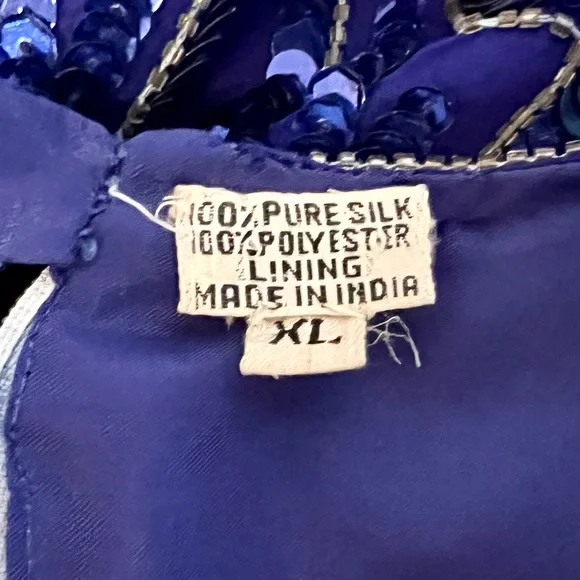 100% PURE SILK
100% POLYESTER
LINING
MADE IN INDIA
XL